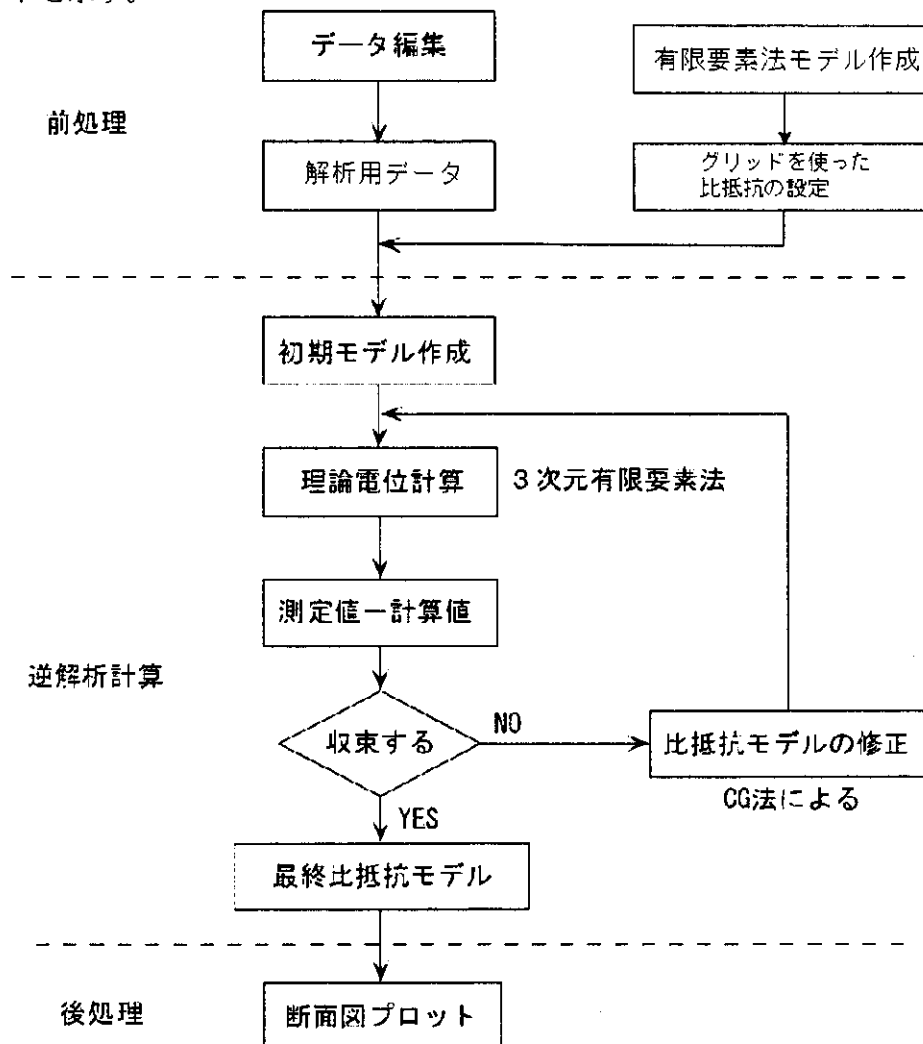 データ編集
有限要素法モデル作成
前処理
解析用データ
グリッドを使った
比抵抗の設定
初期モデル作成
理論電位計算
3次元有限要素法
測定値ー計算値
逆解析計算
収束する
NO
比抵抗モデルの修正
CG法による
YES
最終比抵抗モデル
後処理
断面図プロット